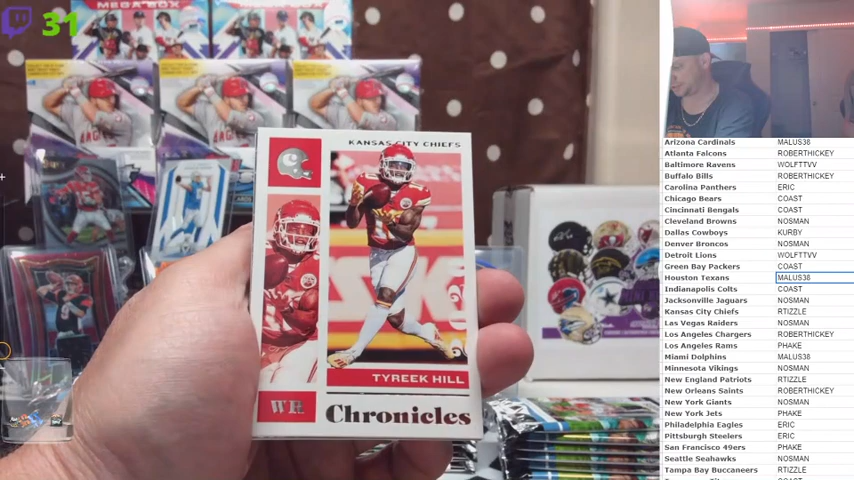 31
MEGA BOX
KANSAS CITY CHIEFS
TYREEK HILL
WR
Chronicles
Arizona Cardinals MALUS38
Atlanta Falcons ROBERTHICKEY
Baltimore Ravens WOLFTTVV
Buffalo Bills ROBERTHICKEY
Carolina Panthers ERIC
Chicago Bears COAST
Cincinnati Bengals COAST
Cleveland Browns NOSMAN
Dallas Cowboys KURBY
Denver Broncos NOSMAN
Detroit Lions WOLFTTVV
Green Bay Packers COAST
Houston Texans MALUS38
Indianapolis Colts COAST
Jacksonville Jaguars NOSMAN
Kansas City Chiefs RTIZZLE
Las Vegas Raiders NOSMAN
Los Angeles Chargers ROBERTHICKEY
Los Angeles Rams PHAKE
Miami Dolphins MALUS38
Minnesota Vikings NOSMAN
New England Patriots RTIZZLE
New Orleans Saints ROBERTHICKEY
New York Giants NOSMAN
New York Jets PHAKE
Philadelphia Eagles ERIC
Pittsburgh Steelers ERIC
San Francisco 49ers PHAKE
Seattle Seahawks NOSMAN
Tampa Bay Buccaneers RTIZZLE